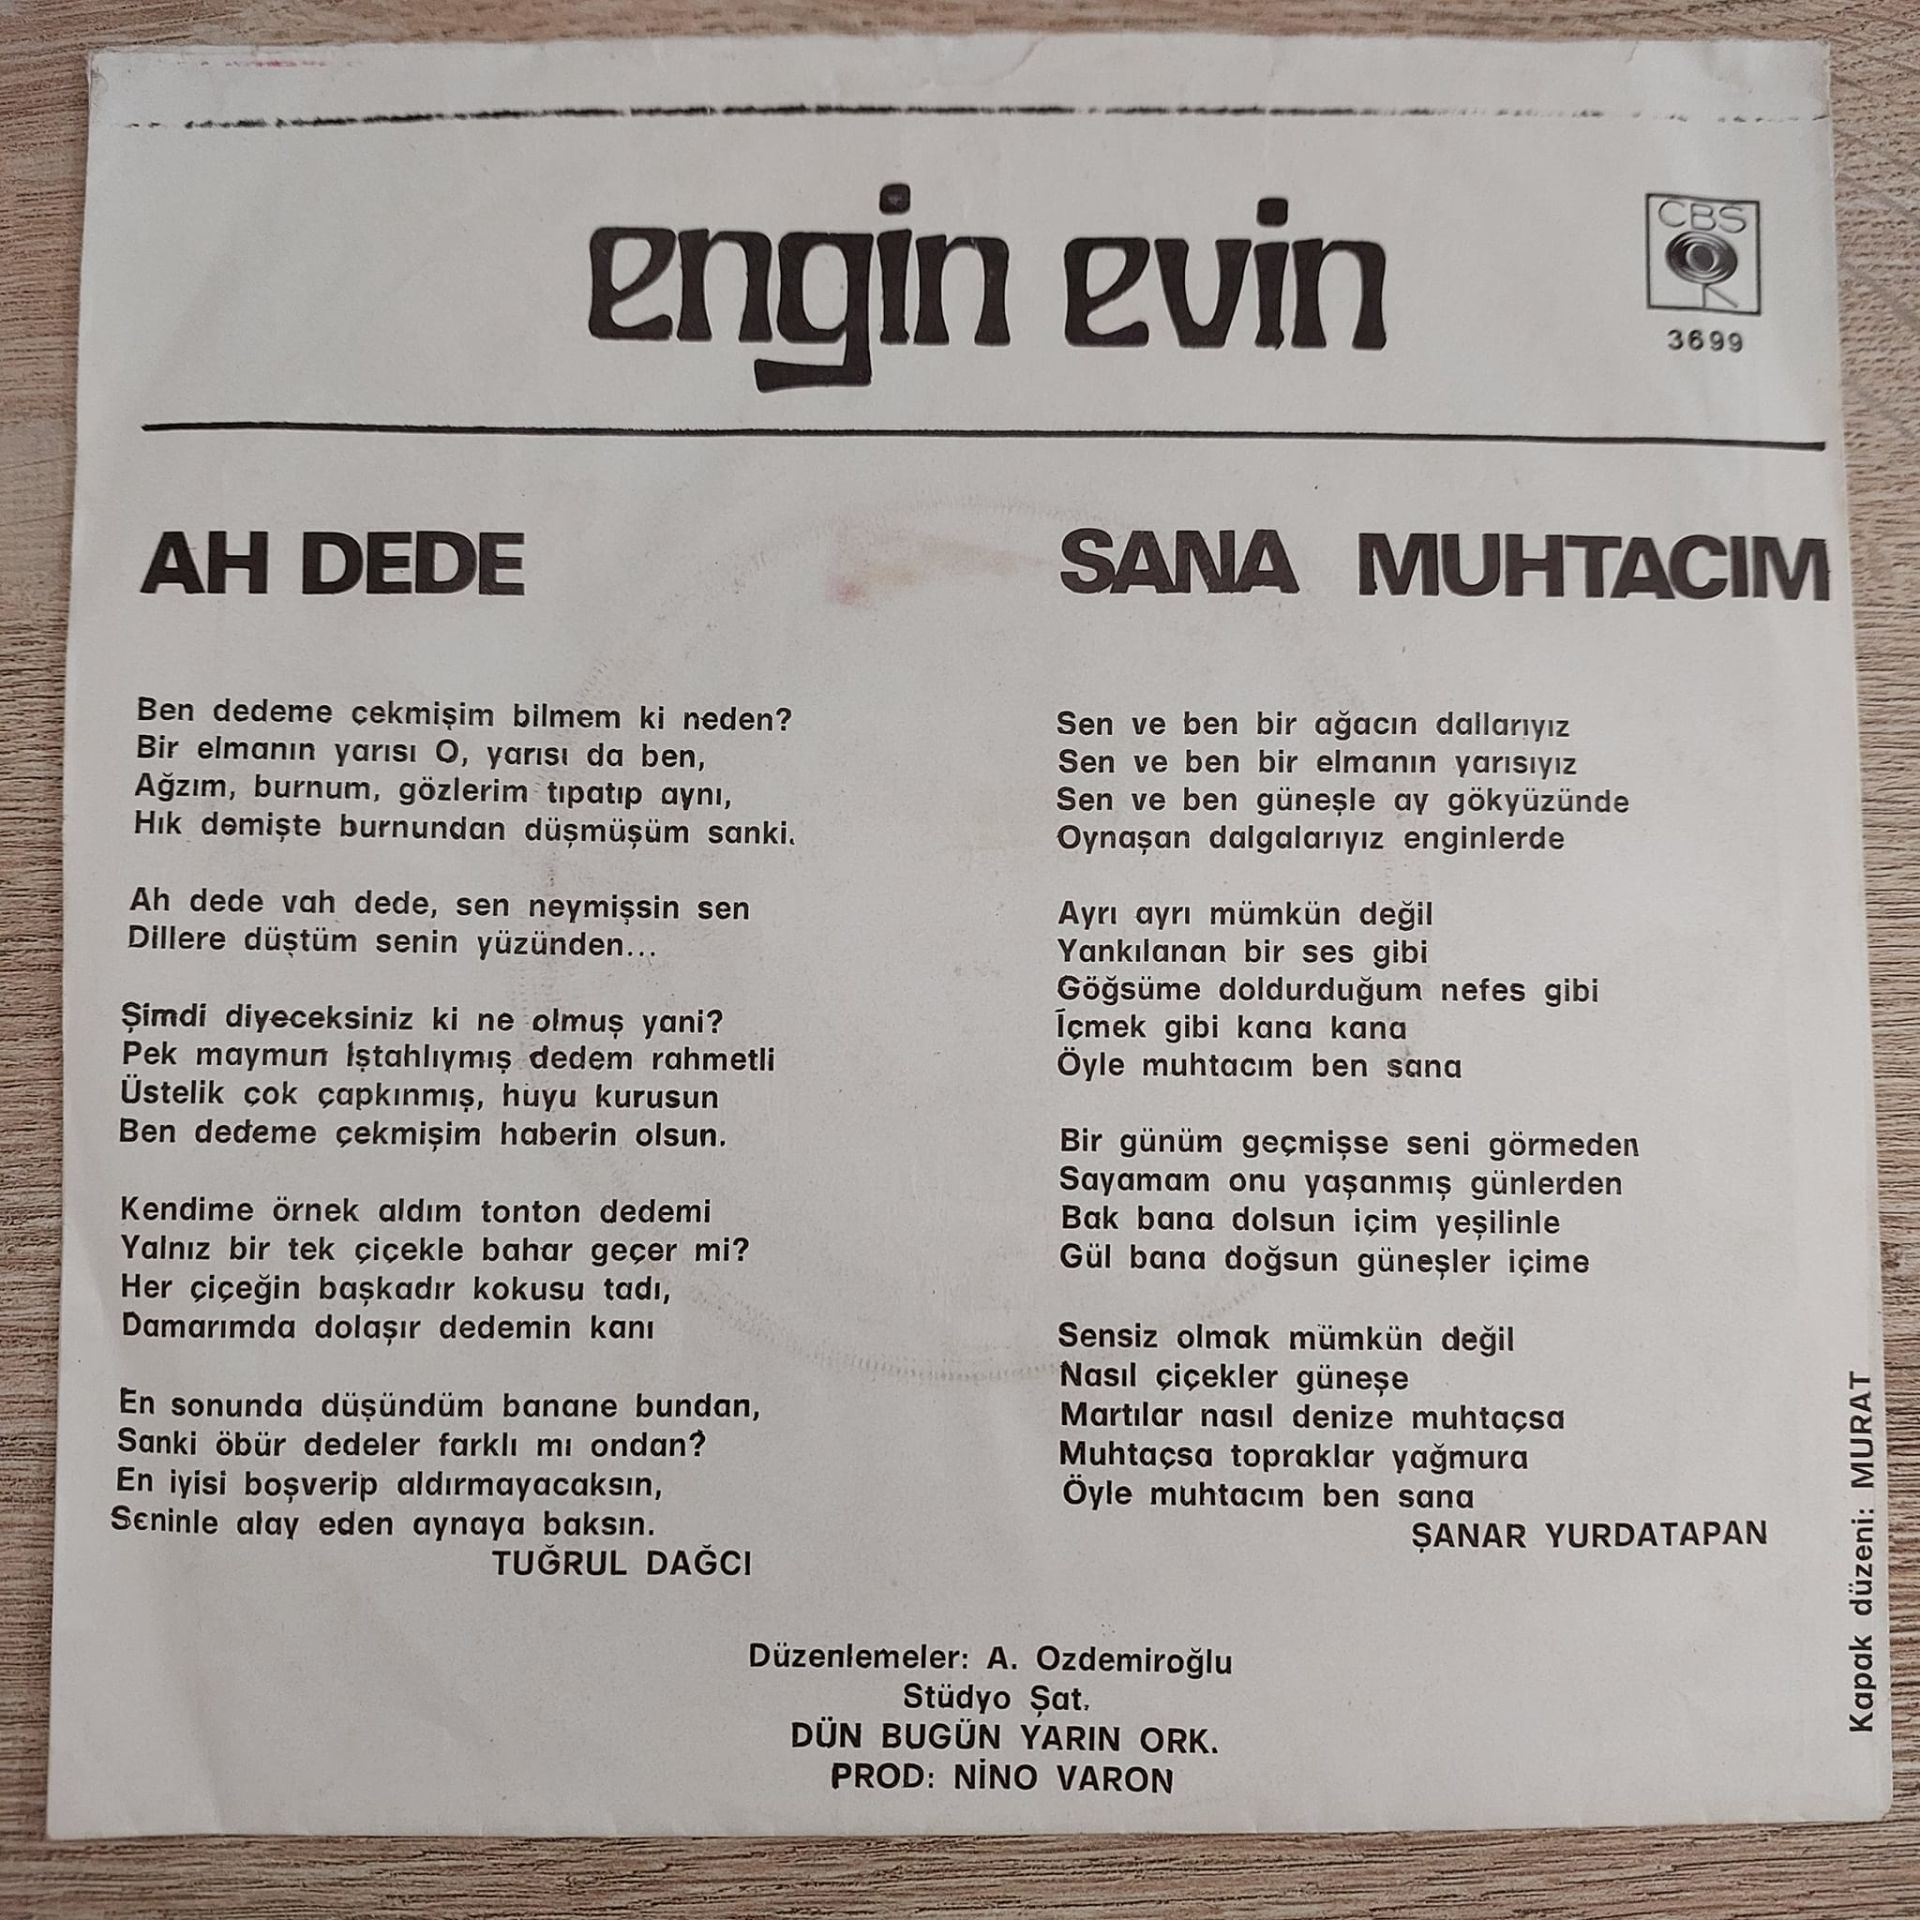 engin evin
CBS
3699
AH DEDE
Ben dedeme çekmişim bilmem ki neden?
Bir elmanın yarısı O, yarısı da ben,
Ağzım, burnum, gözlerim tıpatıp aynı,
Hık demişte burnundan düşmüşüm sanki.
Ah dede vah dede, sen neymişsin sen
Dillere düştüm senin yüzünden...
Şimdi diyeceksiniz ki ne olmuş yani?
Pek maymun İştahlıymış dedem rahmetli
Üstelik çok çapkınmış, huyu kurusun
Ben dedeme çekmişim haberin olsun.
Kendime örnek aldım tonton dedemi
Yalnız bir tek çiçekle bahar geçer mi?
Her çiçeğin başkadır kokusu tadı,
Damarımda dolaşır dedemin kanı
En sonunda düşündüm banane bundan,
Sanki öbür dedeler farklı mı ondan?
En iyisi boşverip aldırmayacaksın,
Seninle alay eden aynaya baksın.
TUĞRUL DAĞCI
SANA MUHTACIM
Sen ve ben bir ağacın dallarıyız
Sen ve ben bir elmanın yarısıyız
Sen ve ben güneşle ay gökyüzünde
Oynaşan dalgalarıyız enginlerde
Ayrı ayrı mümkün değil
Yankılanan bir ses gibi
Göğsüme doldurduğum nefes gibi
İçmek gibi kana kana
Öyle muhtacım ben sana
Bir günüm geçmişse seni görmeden
Sayamam onu yaşanmış günlerden
Bak bana dolsun içim yeşilinle
Gül bana doğsun güneşler içime
Sensiz olmak mümkün değil
Nasıl çiçekler güneşe
Martılar nasıl denize muhtaçsa
Muhtaçsa topraklar yağmura
Öyle muhtacım ben sana
ŞANAR YURDATAPAN
Düzenlemeler: A. Ozdemiroğlu
Stüdyo Şat.
DÜN BUGÜN YARIN ORK.
PROD: NİNO VARON
Kapak düzeni: MURAT